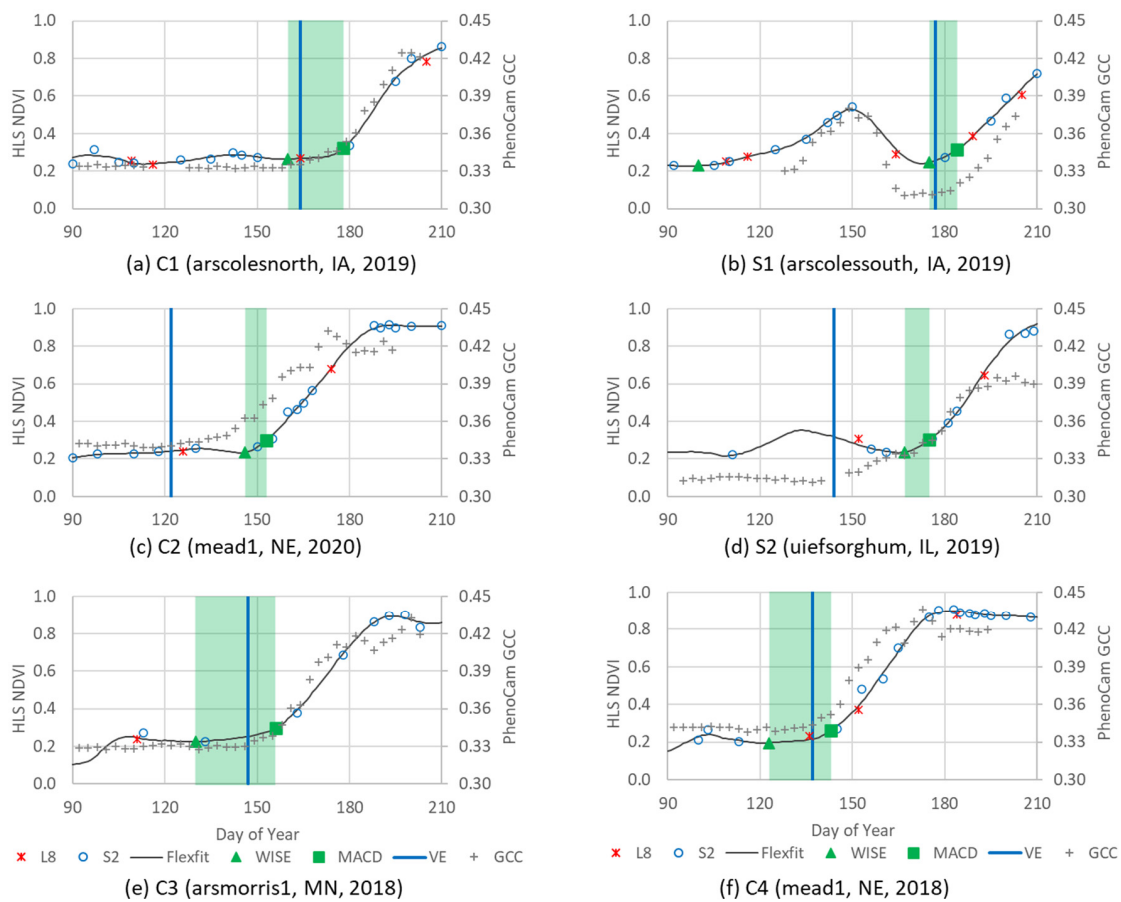 1.0 0.45 1.0 0.45
0.8 0.42 0.8 0.42
0.6 0.39 0.6 0.39
0.4 0.36 0.4 0.36
0.2 0.33 0.2 0.33
0.0 0.30 0.0 0.30
HLS NDVI PhenoCam GCC HLS NDVI PhenoCam GCC
90 120 150 180 210 90 120 150 180 210
(a) C1 (arscolesnorth, IA, 2019) (b) S1 (arscolessouth, IA, 2019)
1.0 0.45 1.0 0.45
0.8 0.42 0.8 0.42
0.6 0.39 0.6 0.39
0.4 0.36 0.4 0.36
0.2 0.33 0.2 0.33
0.0 0.30 0.0 0.30
HLS NDVI PhenoCam GCC HLS NDVI PhenoCam GCC
90 120 150 180 210 90 120 150 180 210
(c) C2 (mead1, NE, 2020) (d) S2 (uiefsorghum, IL, 2019)
1.0 0.45 1.0 0.45
0.8 0.42 0.8 0.42
0.6 0.39 0.6 0.39
0.4 0.36 0.4 0.36
0.2 0.33 0.2 0.33
0.0 0.30 0.0 0.30
HLS NDVI PhenoCam GCC HLS NDVI PhenoCam GCC
90 120 150 180 210 90 120 150 180 210
Day of Year Day of Year
L8 S2 Flexfit WISE MACD VE GCC L8 S2 Flexfit WISE MACD VE GCC
(e) C3 (arsmorris1, MN, 2018) (f) C4 (mead1, NE, 2018)